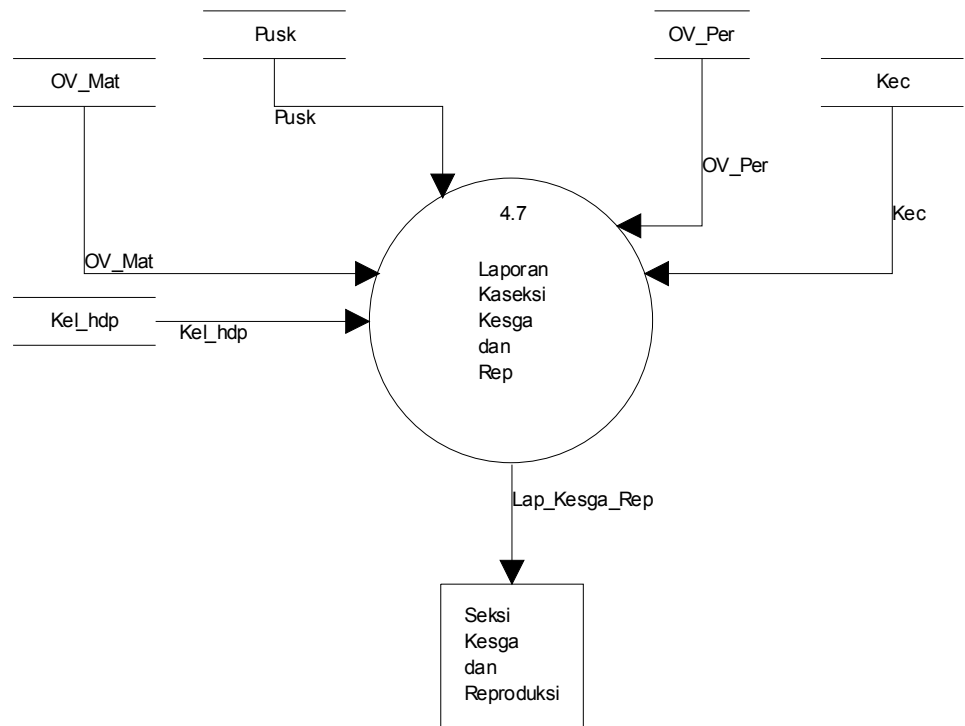 Pusk
OV_Per
OV_Mat
Kec
Pusk
OV_Per
Kec
4.7
OV_Mat
Laporan
Kaseksi
Kesga
dan
Rep
Kel_hdp
Kel_hdp
Lap_Kesga_Rep
Seksi
Kesga
dan
Reproduksi